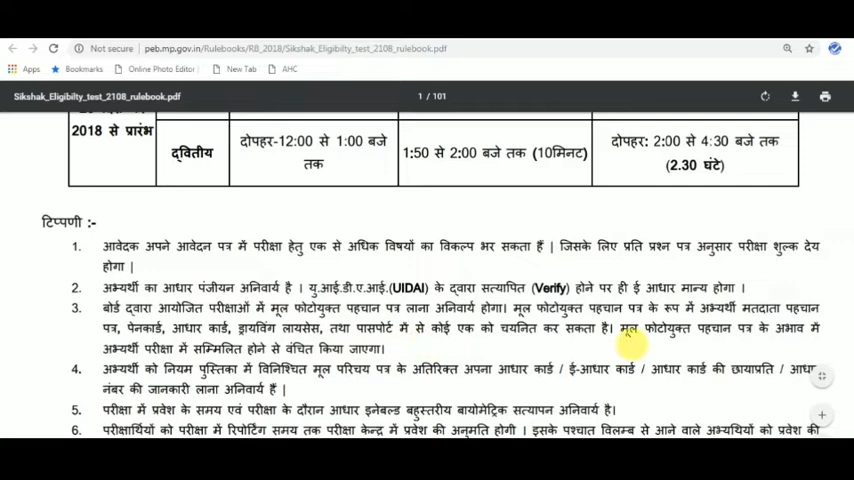 Not secure | peb.mp.gov.in/Rulebooks/RB_2018/Sikshak_Eligibilty_test_2108_rulebook.pdf
Apps Bookmarks Online Photo Editor New Tab AHC
Sikshak_Eligibilty_test_2108_rulebook.pdf 1 / 101
2018 से प्रारंभ
द्वितीय
दोपहर-12:00 से 1:00 बजे
तक
1:50 से 2:00 बजे तक (10मिनट)
दोपहर: 2:00 से 4:30 बजे तक
(2.30 घंटे)
टिप्पणी :-
1. आवेदक अपने आवेदन पत्र में परीक्षा हेतु एक से अधिक विषयों का विकल्प भर सकता हैं | जिसके लिए प्रति प्रश्न पत्र अनुसार परीक्षा शुल्क देय
होगा |
2. अभ्यर्थी का आधार पंजीयन अनिवार्य है । यु.आई.डी.ए.आई.(UIDAI) के द्वारा सत्यापित (Verify) होने पर ही ई आधार मान्य होगा ।
3. बोर्ड द्वारा आयोजित परीक्षाओं में मूल फोटोयुक्त पहचान पत्र लाना अनिवार्य होगा। मूल फोटोयुक्त पहचान पत्र के रूप में अभ्यर्थी मतदाता पहचान
पत्र, पेनकार्ड, आधार कार्ड, ड्रायविंग लायसेस, तथा पासपोर्ट में से कोई एक को चयनित कर सकता है। मूल फोटोयुक्त पहचान पत्र के अभाव में
अभ्यर्थी परीक्षा में सम्मिलित होने से वंचित किया जाएगा।
4. अभ्यर्थी को नियम पुस्तिका में विनिश्चित मूल परिचय पत्र के अतिरिक्त अपना आधार कार्ड / ई-आधार कार्ड / आधार कार्ड की छायाप्रति / आधार
नंबर की जानकारी लाना अनिवार्य हैं |
5. परीक्षा में प्रवेश के समय एवं परीक्षा के दौरान आधार इनेबल्ड बहुस्तरीय बायोमेट्रिक सत्यापन अनिवार्य है।
6. परीक्षार्थियों को परीक्षा में रिपोर्टिंग समय तक परीक्षा केन्द्र में प्रवेश की अनुमति होगी । इसके पश्चात विलम्ब से आने वाले अभ्यथियों को प्रवेश की